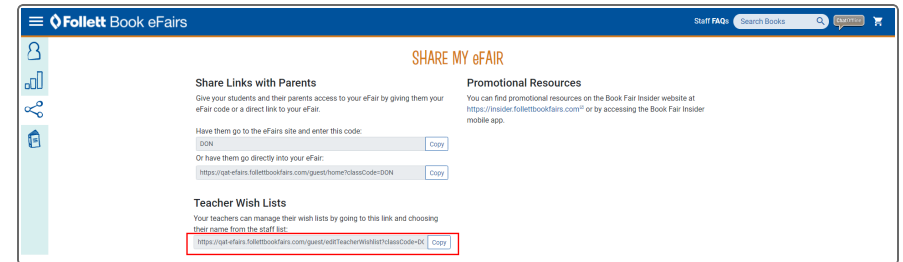 Follett Book eFairs
Staff FAQs
Search Books
SHARE MY eFAIR
Share Links with Parents
Give your students and their parents access to your eFair by giving them your
eFair code or a direct link to your eFair.
Have them go to the eFairs site and enter this code:
DON
Copy
Or have them go directly into your eFair:
https://qat-efairs.follettbookfairs.com/guest/home?classCode=DON
Copy
Teacher Wish Lists
Your teachers can manage their wish lists by going to this link and choosing
their name from the staff list:
https://qat-efairs.follettbookfairs.com/guest/editTeacherWishlist?classCode=DO
Copy
Promotional Resources
You can find promotional resources on the Book Fair Insider website at
https://insider.follettbookfairs.com or by accessing the Book Fair Insider
mobile app.